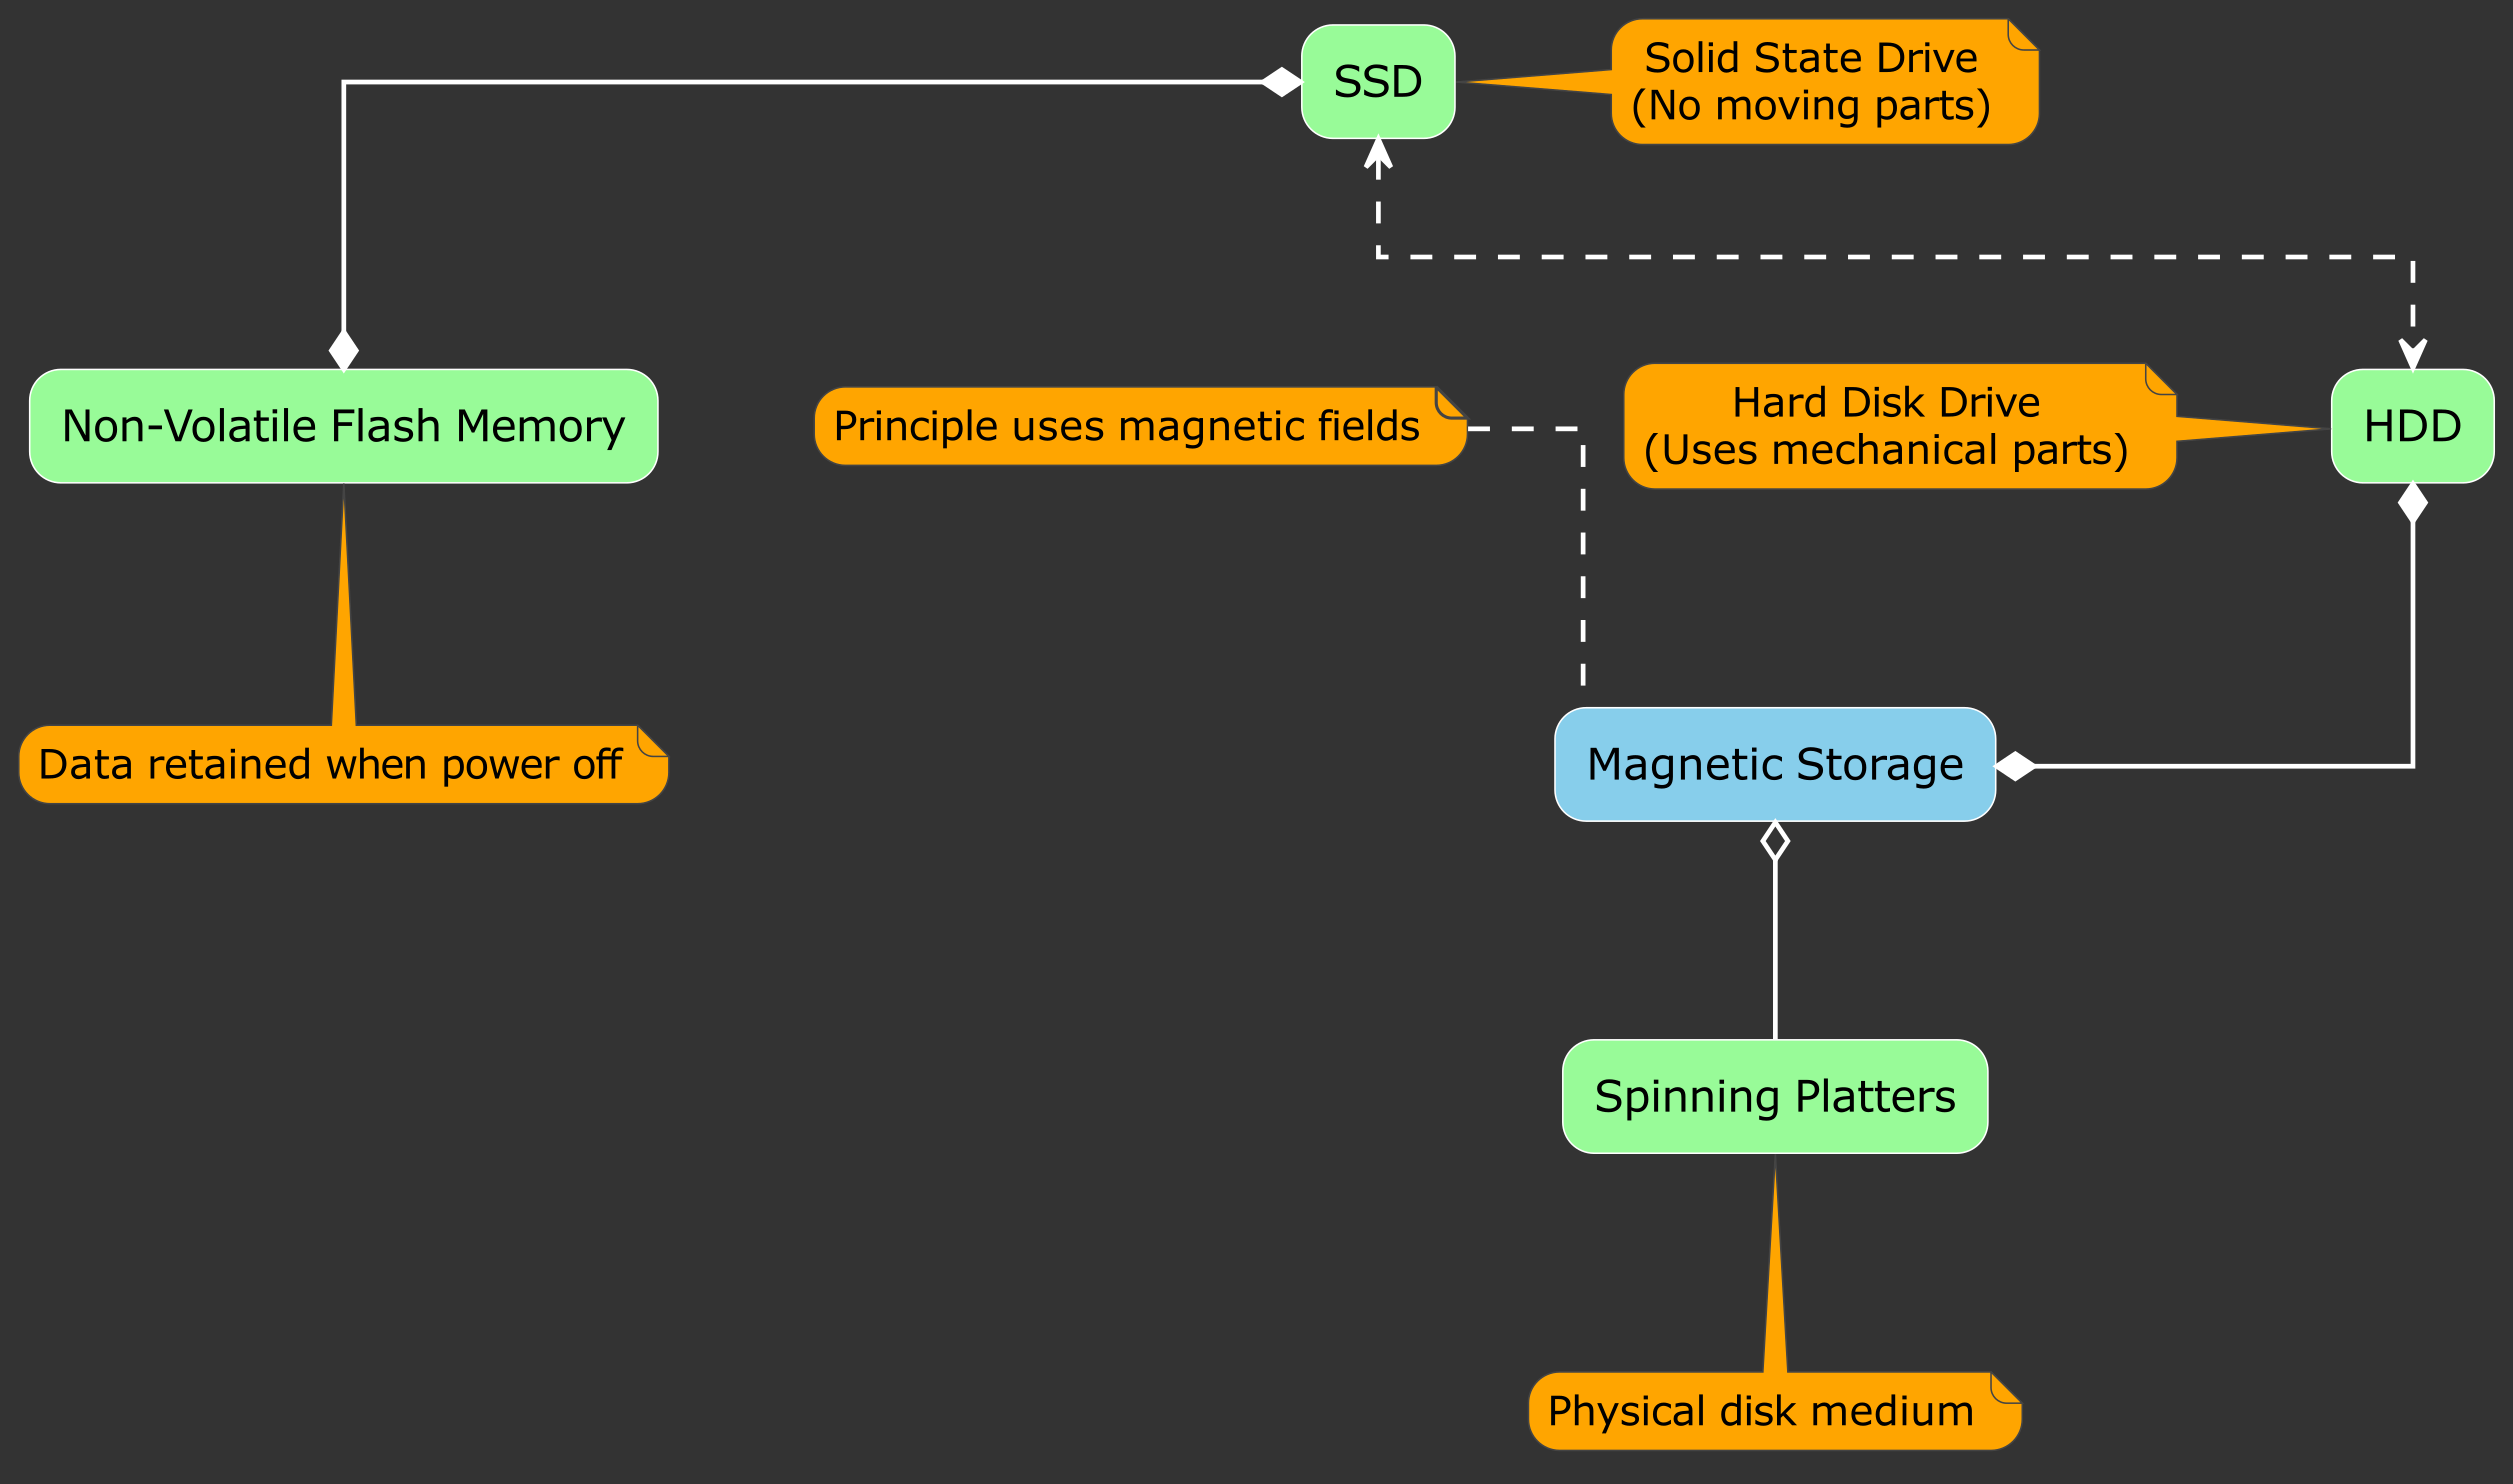 SSD
Solid State Drive
(No moving parts)
Non-Volatile Flash Memory
Principle uses magnetic fields
Hard Disk Drive
(Uses mechanical parts)
HDD
Data retained when power off
Magnetic Storage
Spinning Platters
Physical disk medium